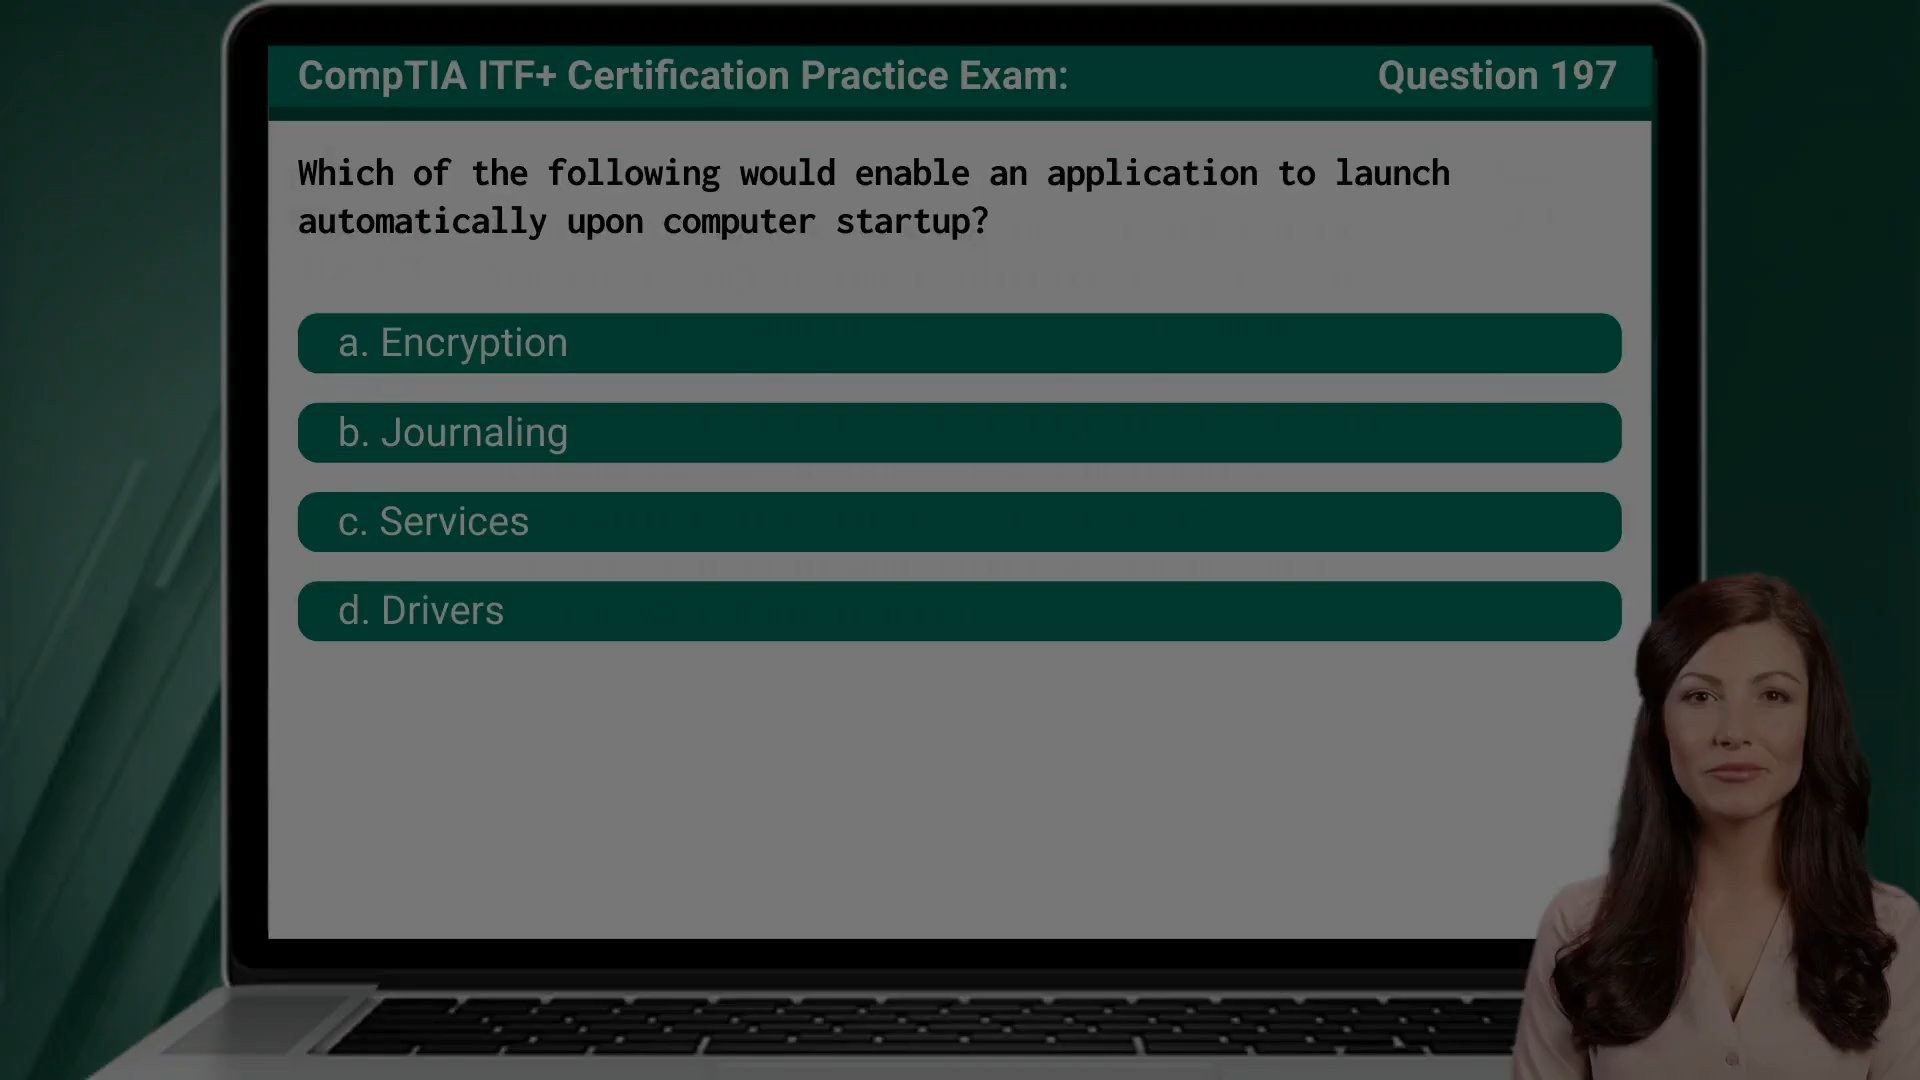 CompTIA ITF+ Certification Practice Exam: Question 197
Which of the following would enable an application to launch
automatically upon computer startup?
a. Encryption
b. Journaling
c. Services
d. Drivers